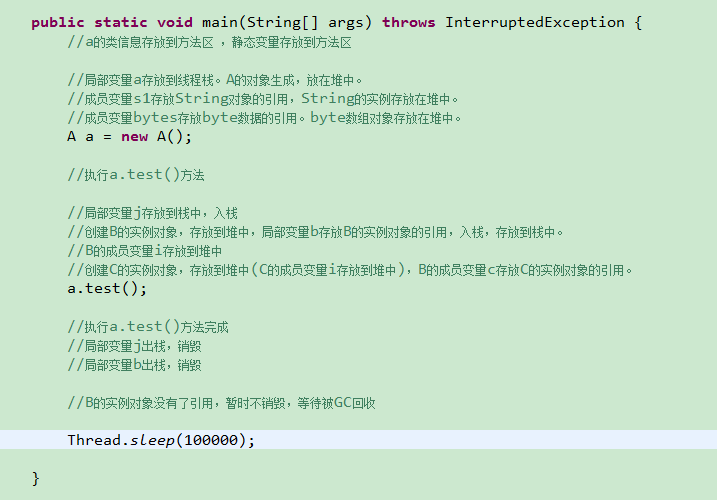 public static void main(String[] args) throws InterruptedException {
//a的类信息存放到方法区 ，静态变量存放到方法区
//局部变量a存放到线程栈。A的对象生成，放在堆中。
//成员变量s1存放String对象的引用，String的实例存放在堆中。
//成员变量bytes存放byte数据的引用。byte数组对象存放在堆中。
A a = new A();
//执行a.test()方法
//局部变量j存放到栈中，入栈
//创建B的实例对象，存放到堆中，局部变量b存放B的实例对象的引用，入栈，存放到栈中。
//B的成员变量i存放到堆中
//创建C的实例对象，存放到堆中(C的成员变量i存放到堆中)，B的成员变量c存放C的实例对象的引用。
a.test();
//执行a.test()方法完成
//局部变量j出栈，销毁
//局部变量b出栈，销毁
//B的实例对象没有了引用，暂时不销毁，等待被GC回收
Thread.sleep(100000);
}